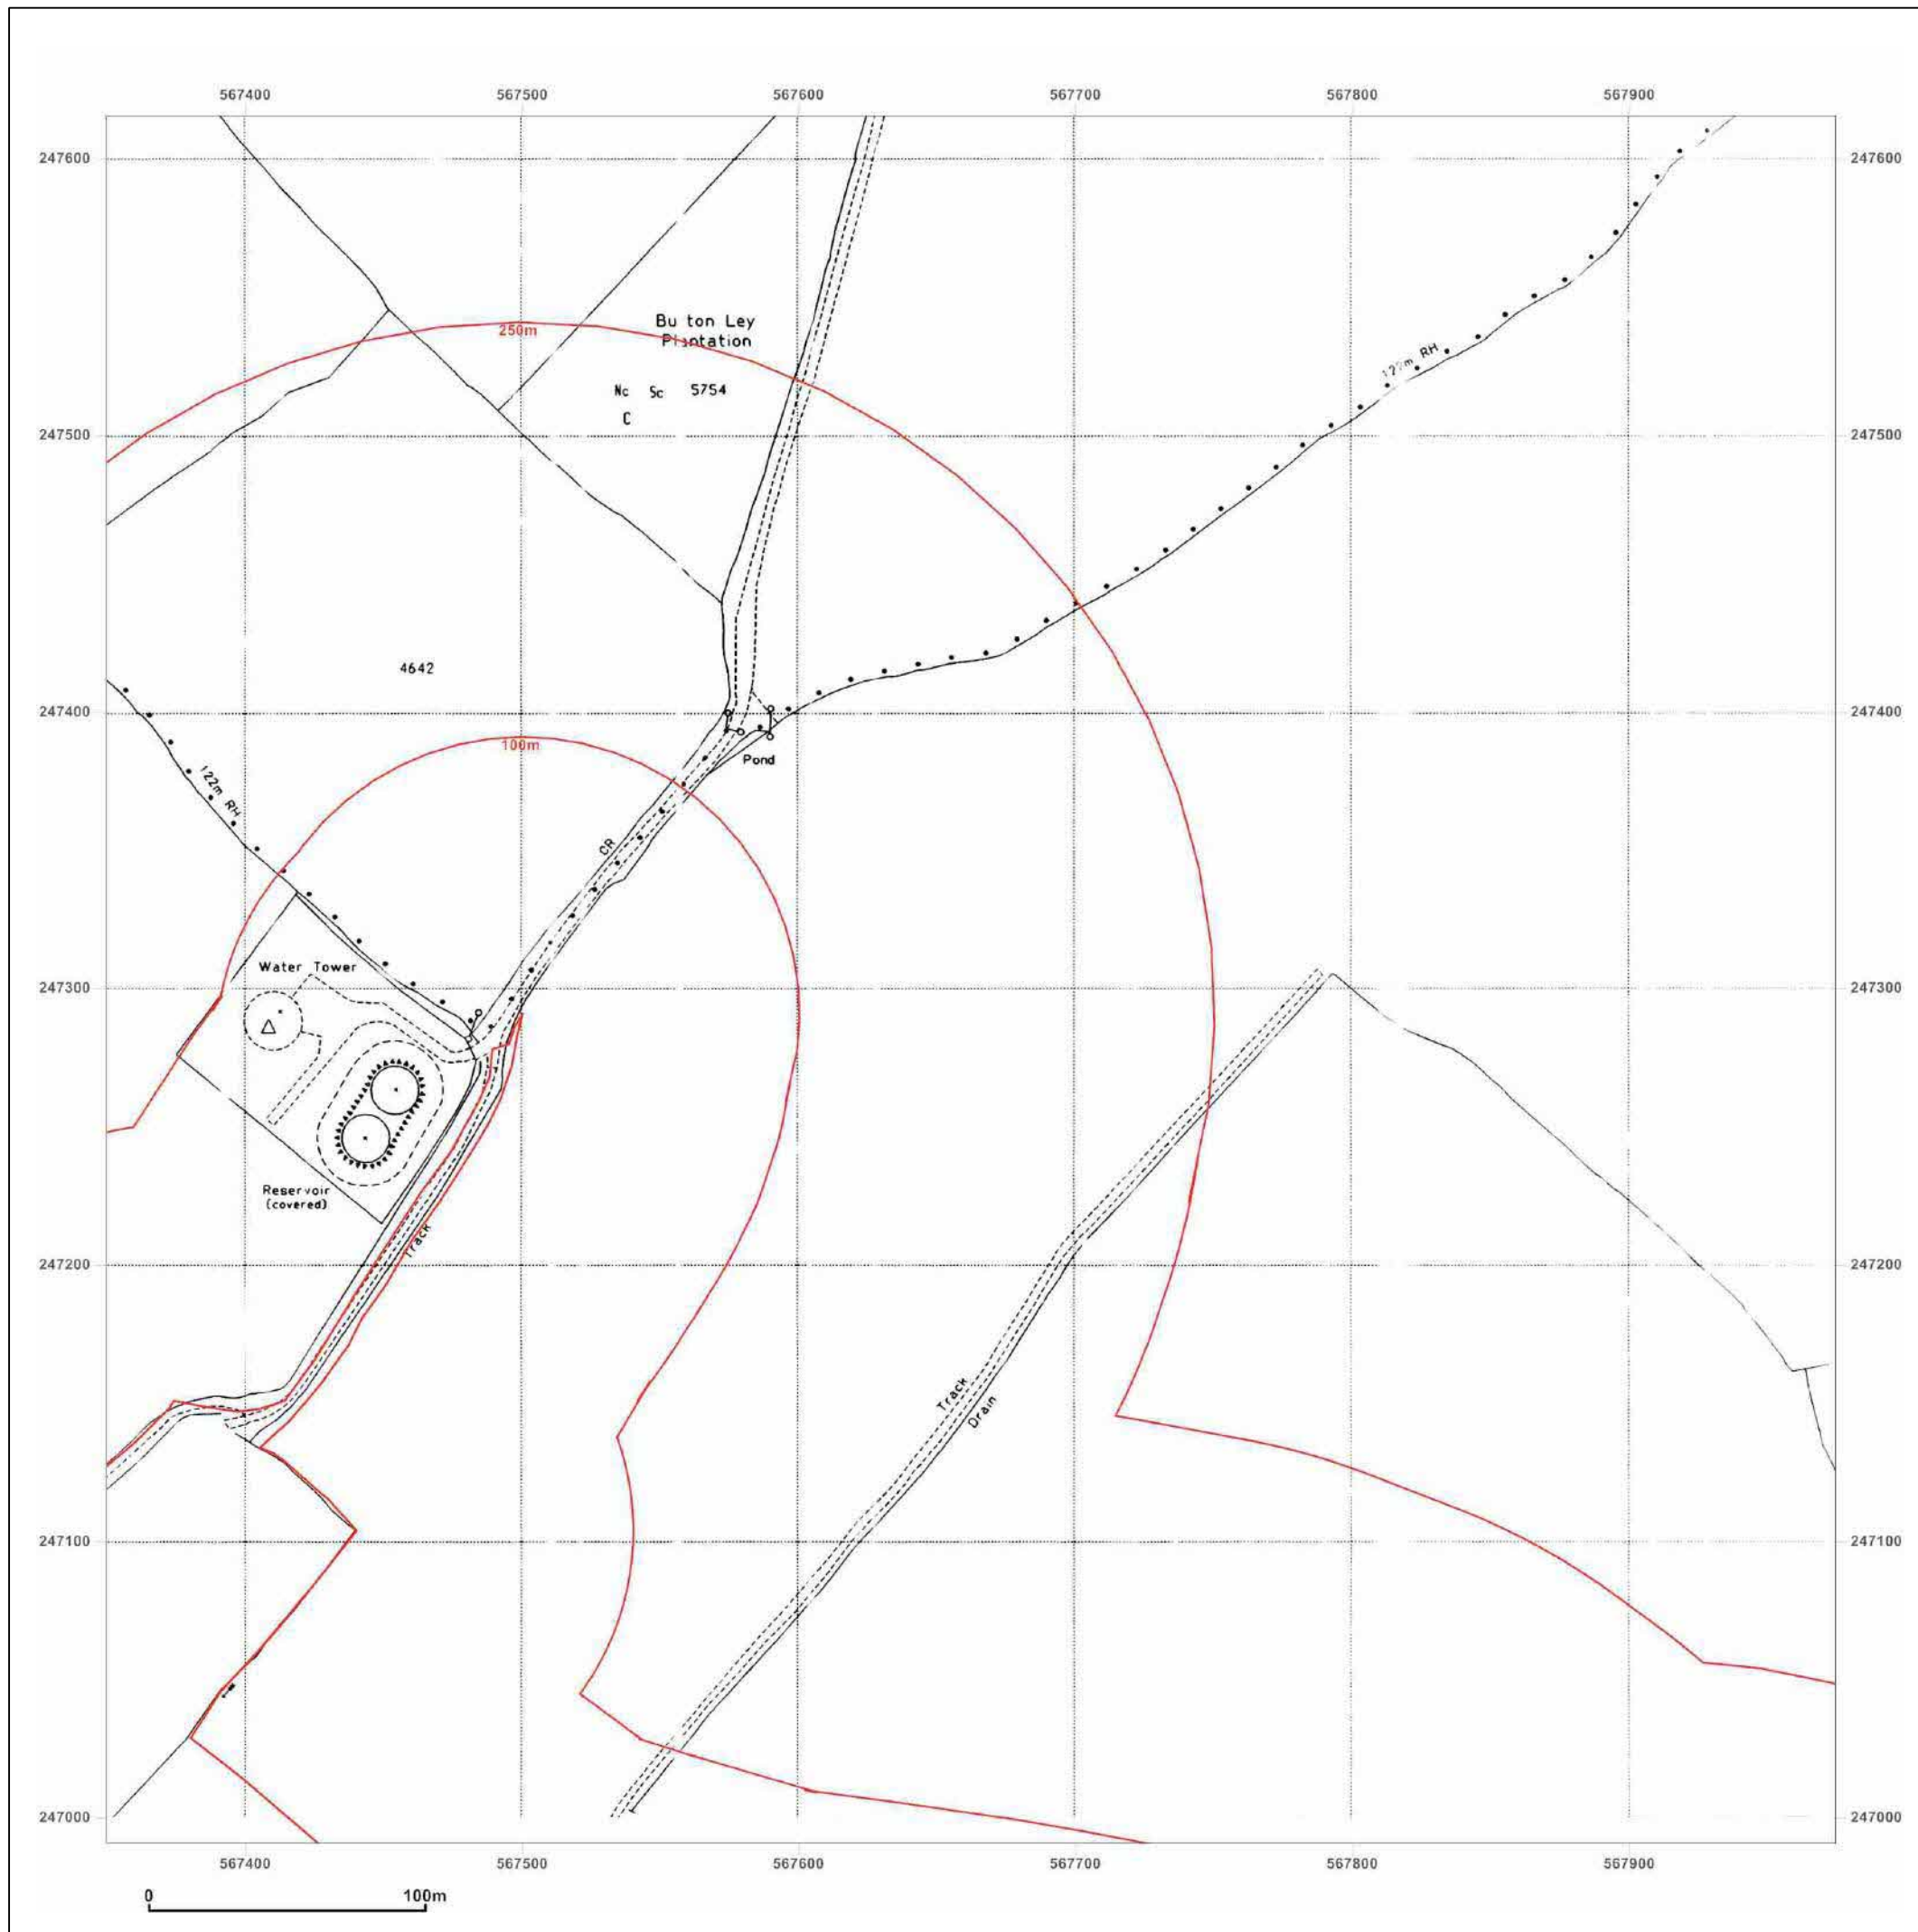 567400 567500 567600 567700 567800 567900
247600 247600
250m
Bu ton Ley
Plantation
Nc Sc 5754
C
122m RH
247500 247500
4642
247400 247400
100m
Pond
122m RH
CR
Water Tower
247300 247300
Reservoir
(covered)
Track
247200 247200
Track
Drain
247100 247100
247000 247000
567400 567500 567600 567700 567800 567900
0 100m